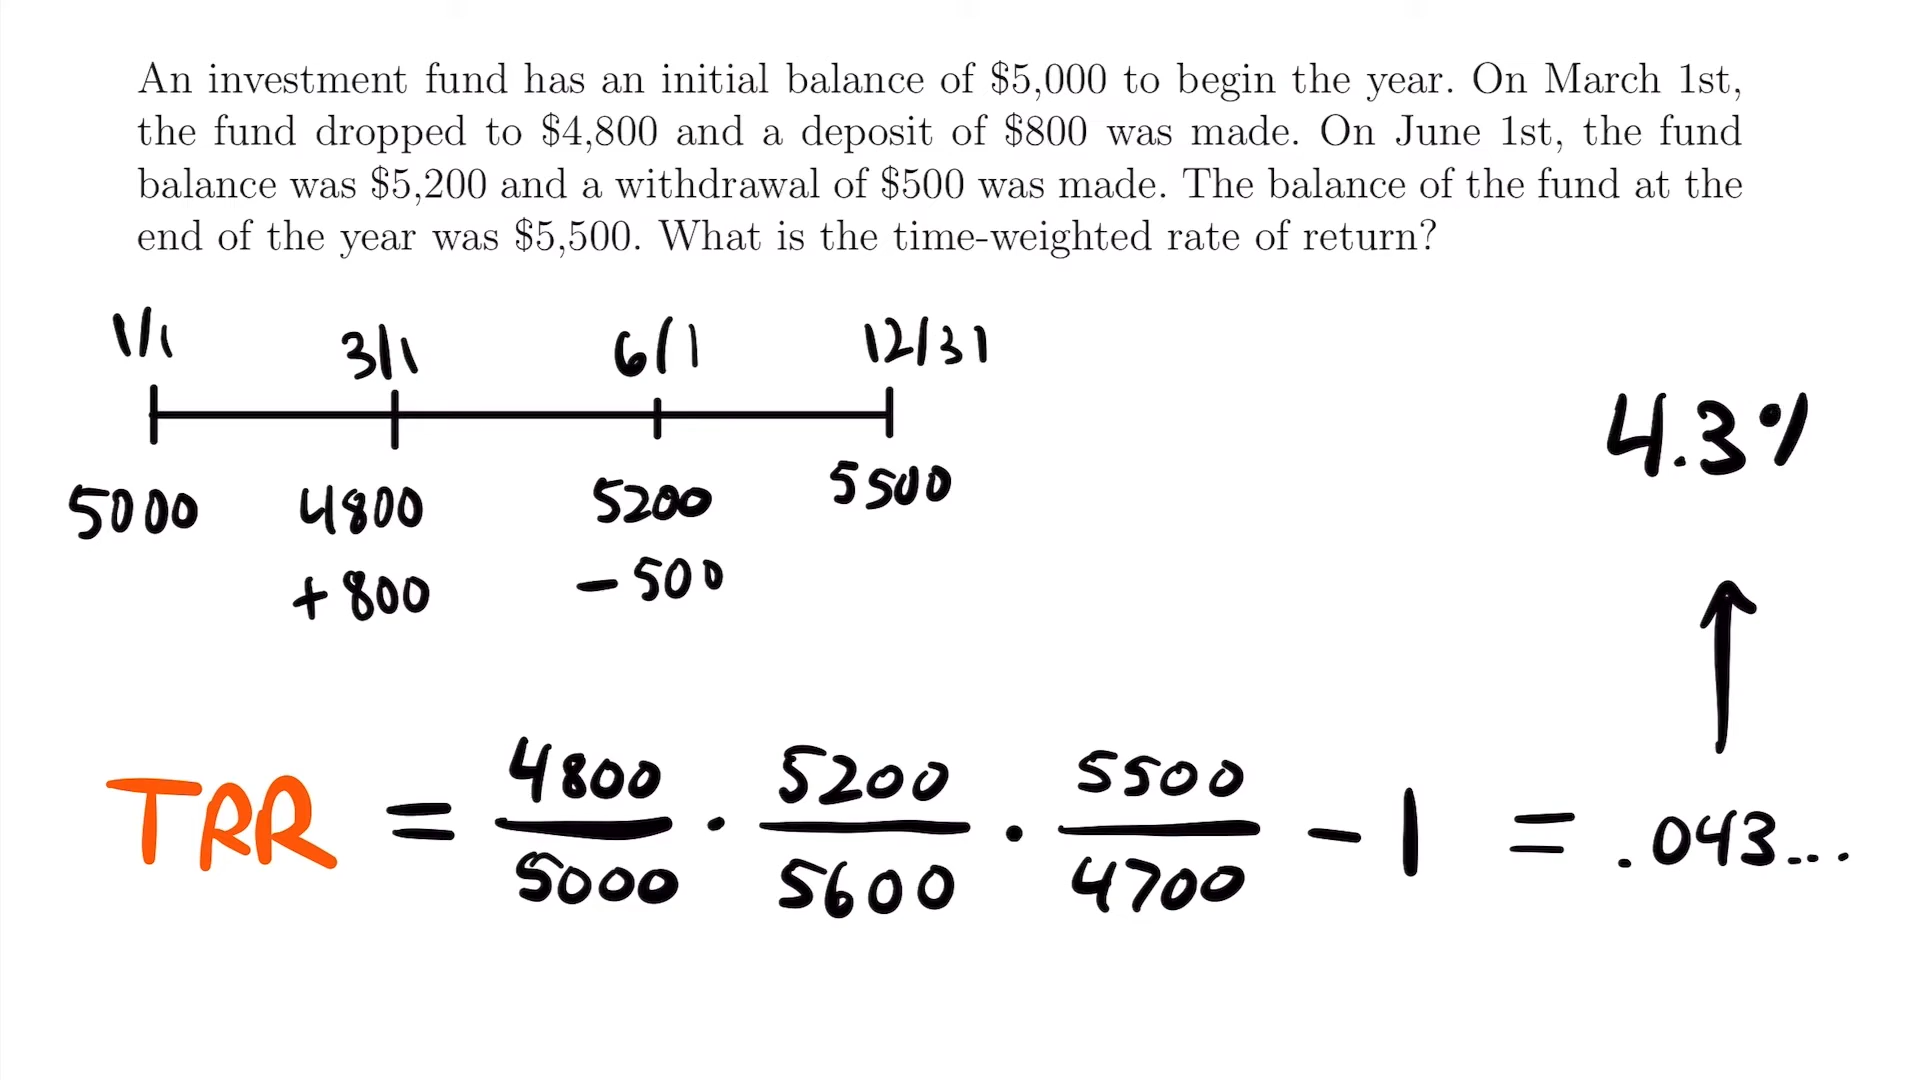 An investment fund has an initial balance of $5,000 to begin the year. On March 1st,
the fund dropped to $4,800 and a deposit of $800 was made. On June 1st, the fund
balance was $5,200 and a withdrawal of $500 was made. The balance of the fund at the
end of the year was $5,500. What is the time-weighted rate of return?
1/1 3/1 6/1 12/31
4.3%
5000 4800 5200 5500
+800 -500
TRR = 4800/5000 · 5200/5600 · 5500/4700 - 1 = .043...